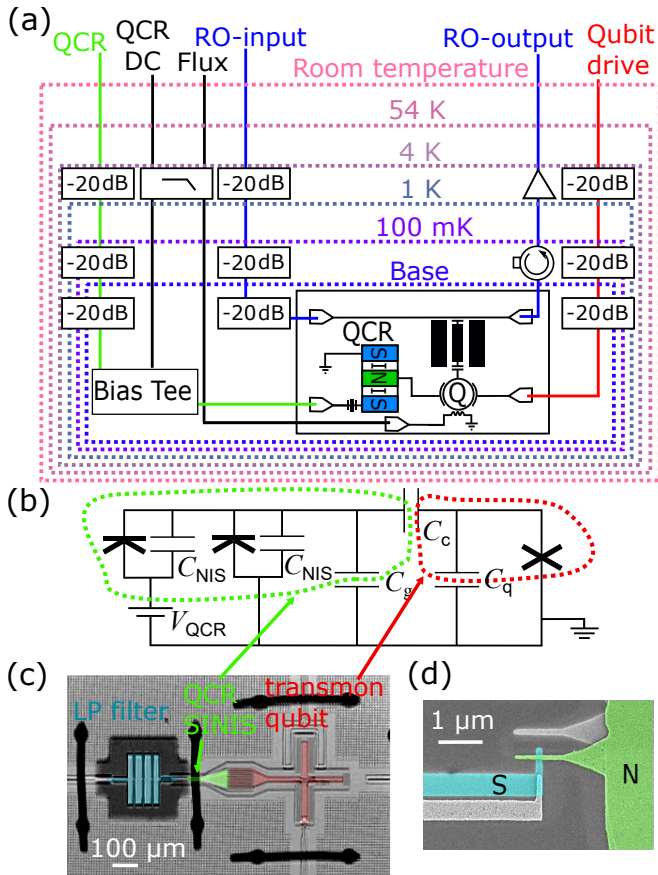 (a)
QCR
QCR DC
Flux
RO-input
RO-output
Qubit drive
Room temperature
54 K
4 K
-20dB
-20dB
-20dB
1 K
100 mK
-20dB
-20dB
-20dB
Base
-20dB
-20dB
-20dB
QCR
S
I
N
I
S
Q
Bias Tee
(b)
C_NIS
C_NIS
C_g
C_c
C_q
V_QCR
(c)
LP filter
QCR
SINIS
transmon
qubit
100 μm
(d)
1 μm
S
N